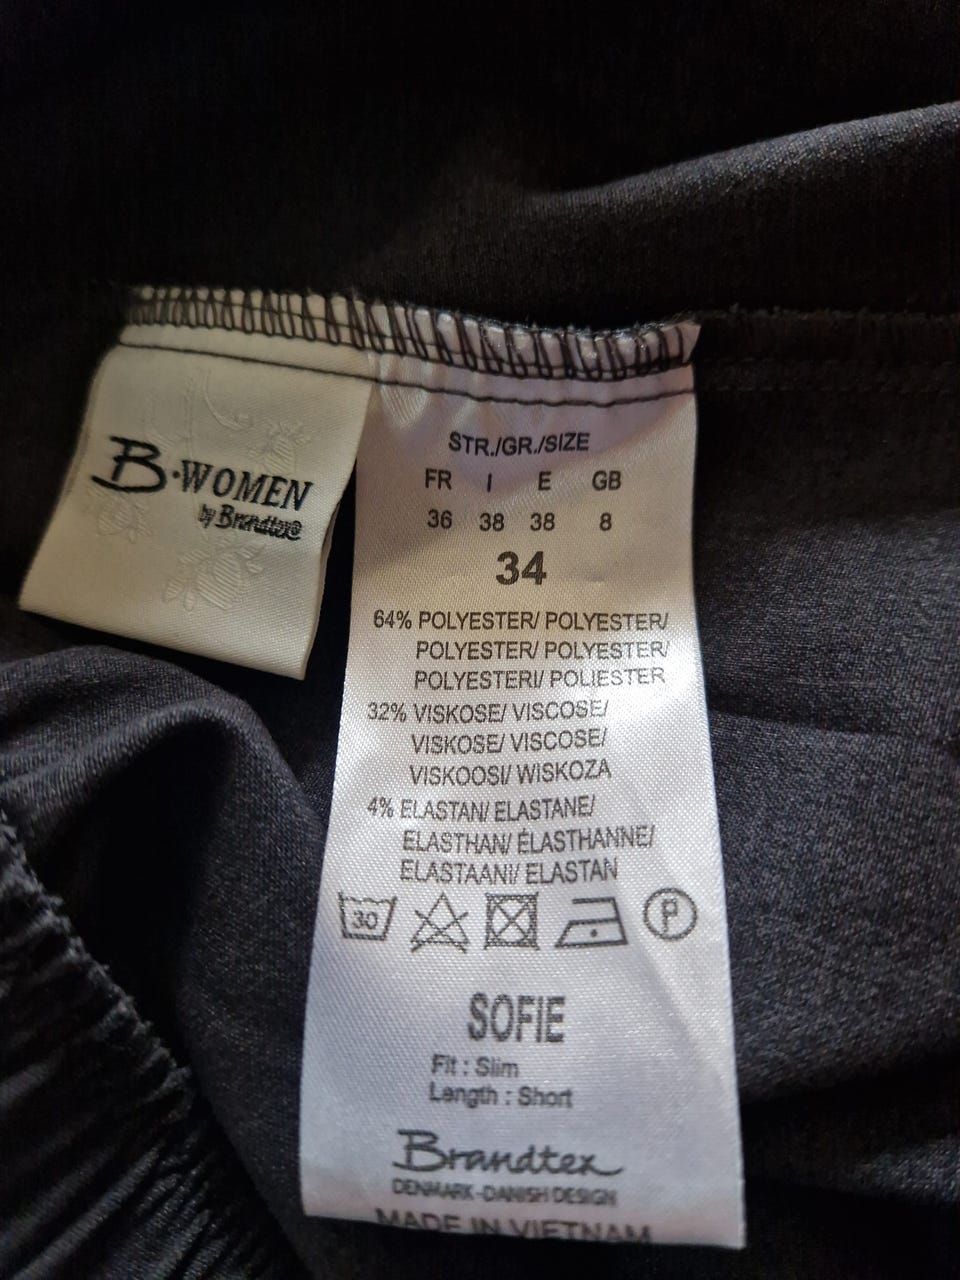 B·WOMEN
by Brandtex®
STR./GR./SIZE
FR I E GB
36 38 38 8
34
64% POLYESTER/ POLYESTER/
POLYESTER/ POLYESTER/
POLYESTERI/ POLIESTER
32% VISKOSE/ VISCOSE/
VISKOSE/ VISCOSE/
VISKOOSI/ WISKOZA
4% ELASTAN/ ELASTANE/
ELASTHAN/ ÉLASTHANNE/
ELASTAANI/ ELASTAN
30 P
SOFIE
Fit : Slim
Length : Short
Brandtex
DENMARK - DANISH DESIGN
MADE IN VIETNAM